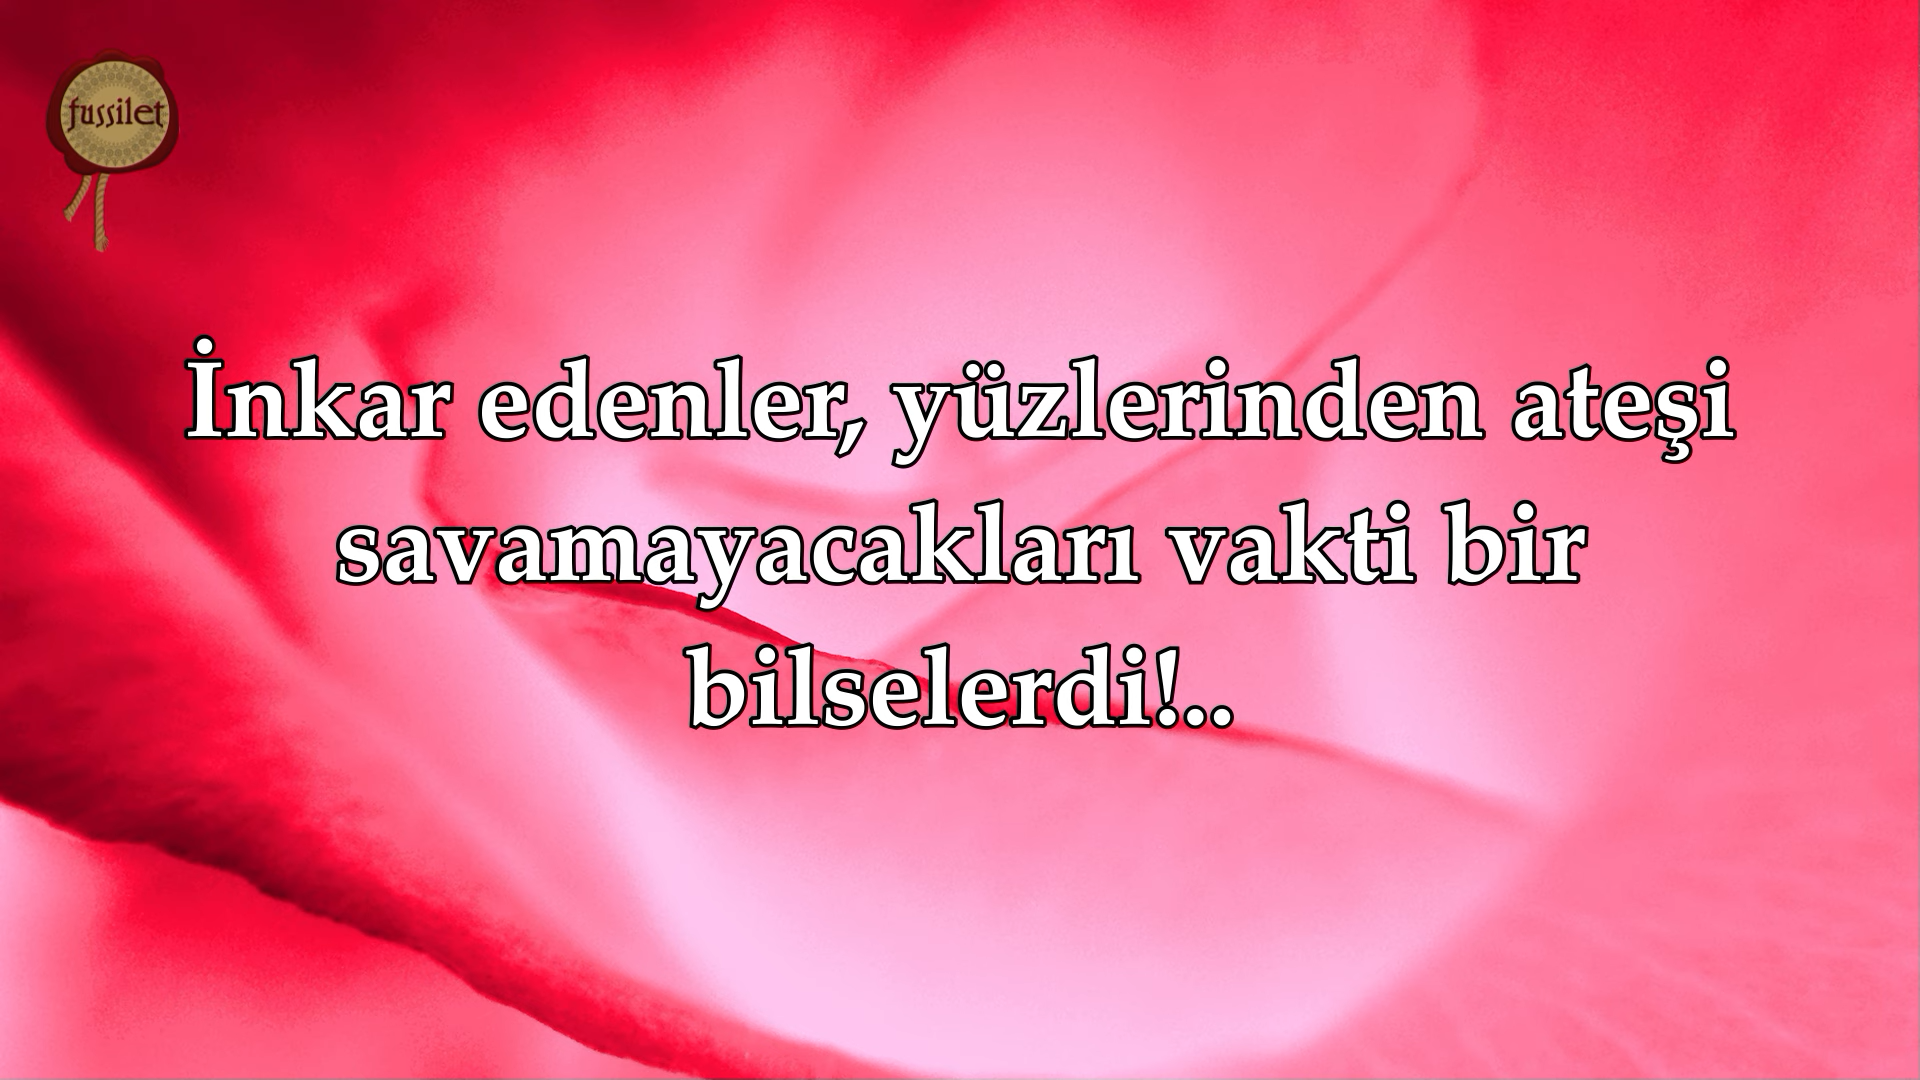 fussilet
İnkar edenler, yüzlerinden ateşi
savamayacakları vakti bir
bilselerdi!..